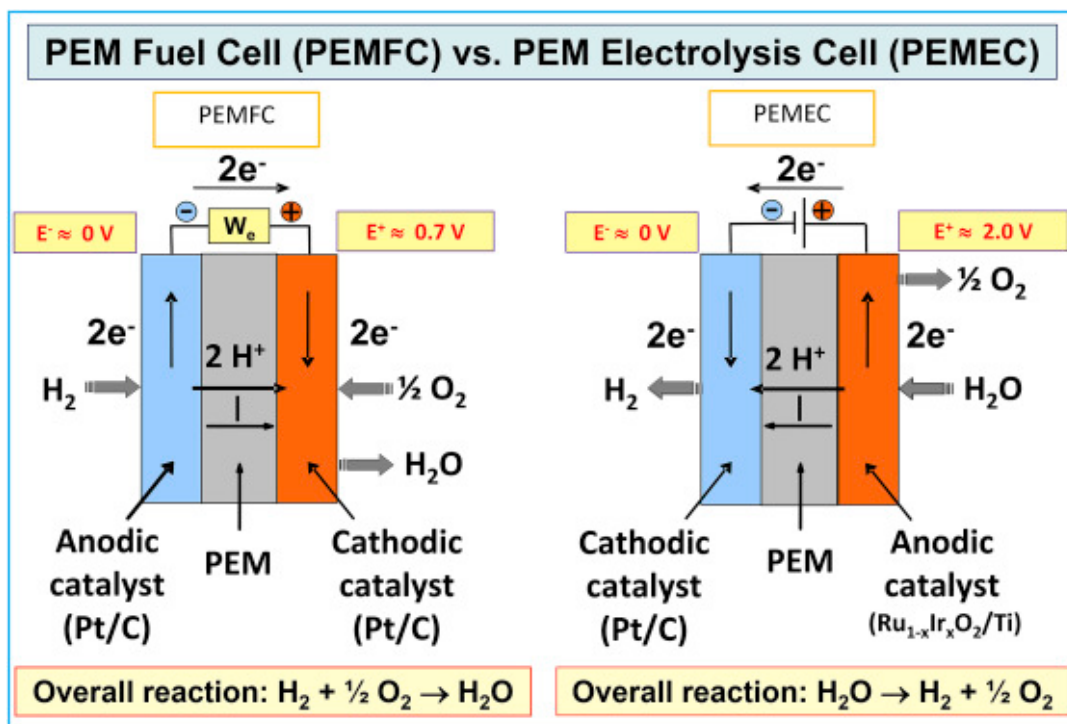 PEM Fuel Cell (PEMFC) vs. PEM Electrolysis Cell (PEMEC)
PEMFC
2e⁻
⊖ Wₑ ⊕
E⁻ ≈ 0 V
E⁺ ≈ 0.7 V
2e⁻
2e⁻
2 H⁺
H₂
½ O₂
I
H₂O
Anodic catalyst (Pt/C)
PEM
Cathodic catalyst (Pt/C)
Overall reaction: H₂ + ½ O₂ → H₂O
PEMEC
2e⁻
⊖ ⊕
E⁻ ≈ 0 V
E⁺ ≈ 2.0 V
½ O₂
2e⁻
2e⁻
2 H⁺
H₂
H₂O
I
Cathodic catalyst (Pt/C)
PEM
Anodic catalyst (Ru₁₋ₓIrₓO₂/Ti)
Overall reaction: H₂O → H₂ + ½ O₂